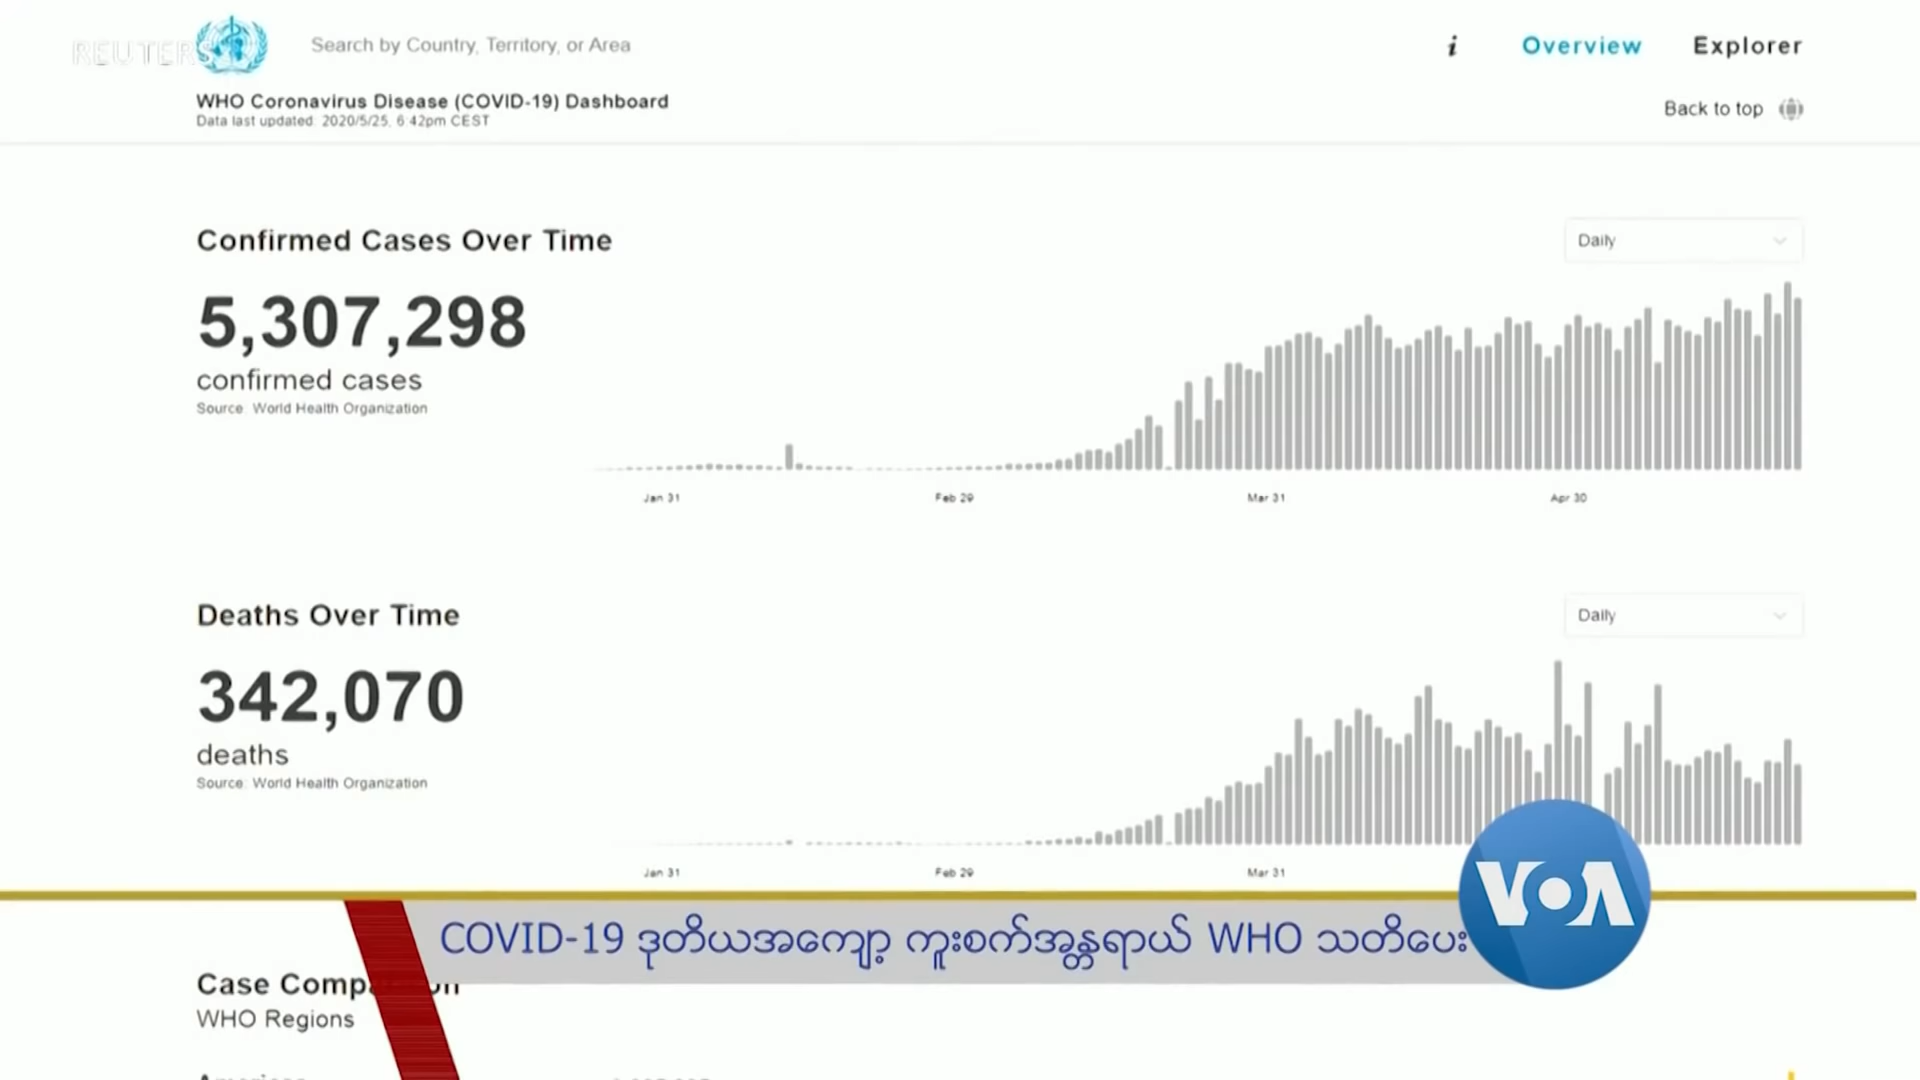 REUTERS
Search by Country, Territory, or Area
i
Overview
Explorer
WHO Coronavirus Disease (COVID-19) Dashboard
Data last updated: 2020/5/25, 6:42pm CEST
Back to top
Confirmed Cases Over Time
Daily
5,307,298
confirmed cases
Source: World Health Organization
Jan 31 Feb 29 Mar 31 Apr 30
Deaths Over Time
Daily
342,070
deaths
Source: World Health Organization
Jan 31 Feb 29 Mar 31
VOA
COVID-19 ဒုတိယအကျော့ ကူးစက်အန္တရာယ် WHO သတိပေး
Case
WHO Regions